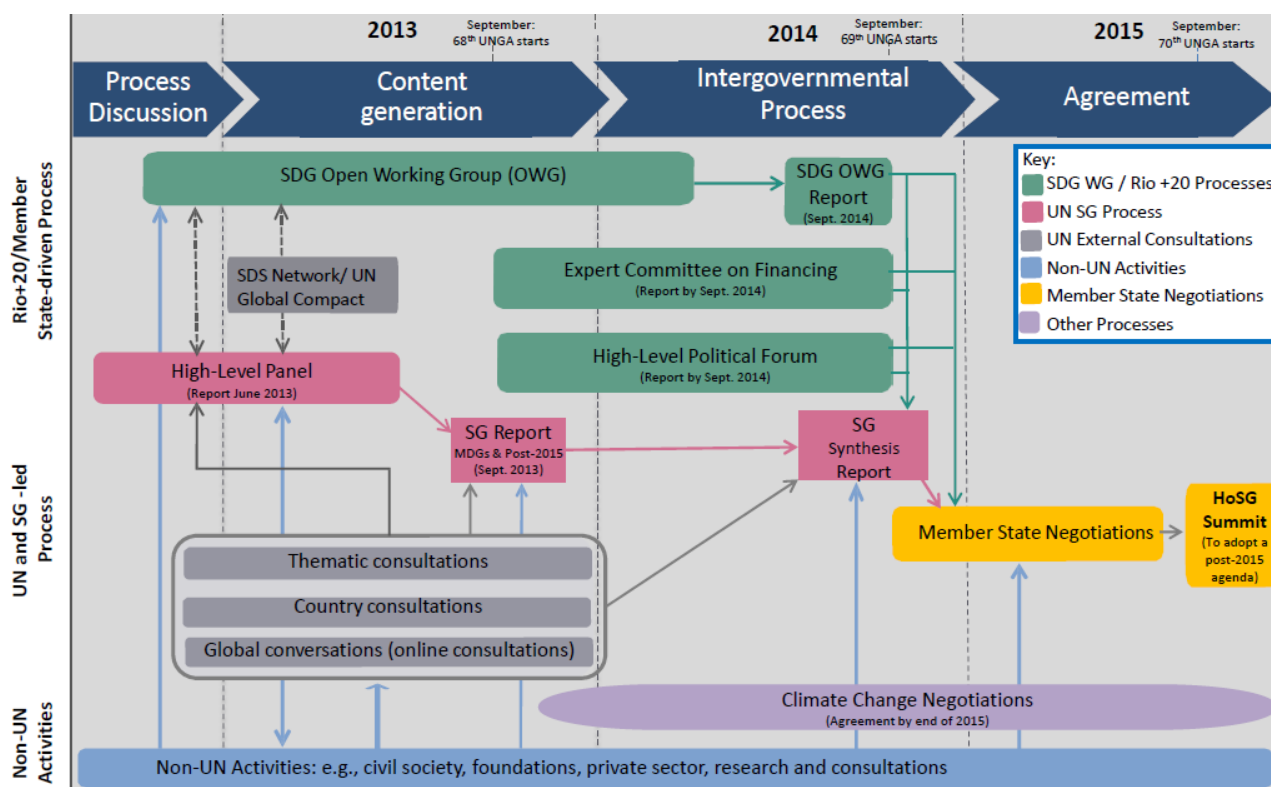 2013
September:
68th UNGA starts
2014
September:
69th UNGA starts
2015
September:
70th UNGA starts
Process
Discussion
Content
generation
Intergovernmental
Process
Agreement
Rio+20/Member
State-driven Process
SDG Open Working Group (OWG)
SDG OWG
Report
(Sept. 2014)
Key:
SDG WG / Rio +20 Processes
UN SG Process
UN External Consultations
Non-UN Activities
Member State Negotiations
Other Processes
SDS Network/ UN
Global Compact
Expert Committee on Financing
(Report by Sept. 2014)
High-Level Political Forum
(Report by Sept. 2014)
High-Level Panel
(Report June 2013)
UN and SG -led
Process
SG Report
MDGs & Post-2015
(Sept. 2013)
SG
Synthesis
Report
Member State Negotiations
HoSG
Summit
(To adopt a
post-2015
agenda)
Thematic consultations
Country consultations
Global conversations (online consultations)
Non-UN
Activities
Climate Change Negotiations
(Agreement by end of 2015)
Non-UN Activities: e.g., civil society, foundations, private sector, research and consultations